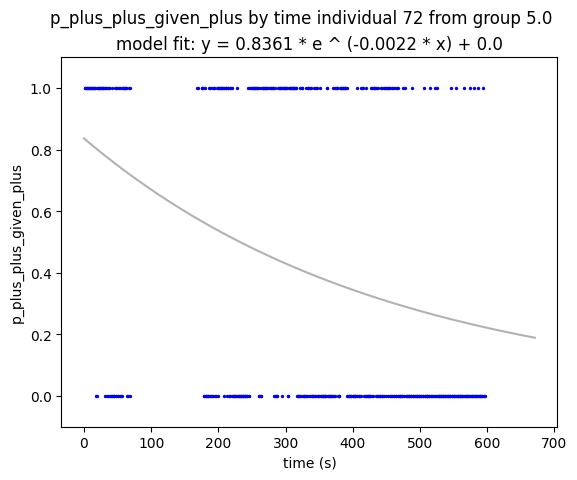 p_plus_plus_given_plus by time individual 72 from group 5.0
model fit: y = 0.8361 * e ^ (-0.0022 * x) + 0.0
1.0
0.8
0.6
0.4
0.2
0.0
p_plus_plus_given_plus
0 100 200 300 400 500 600 700
time (s)